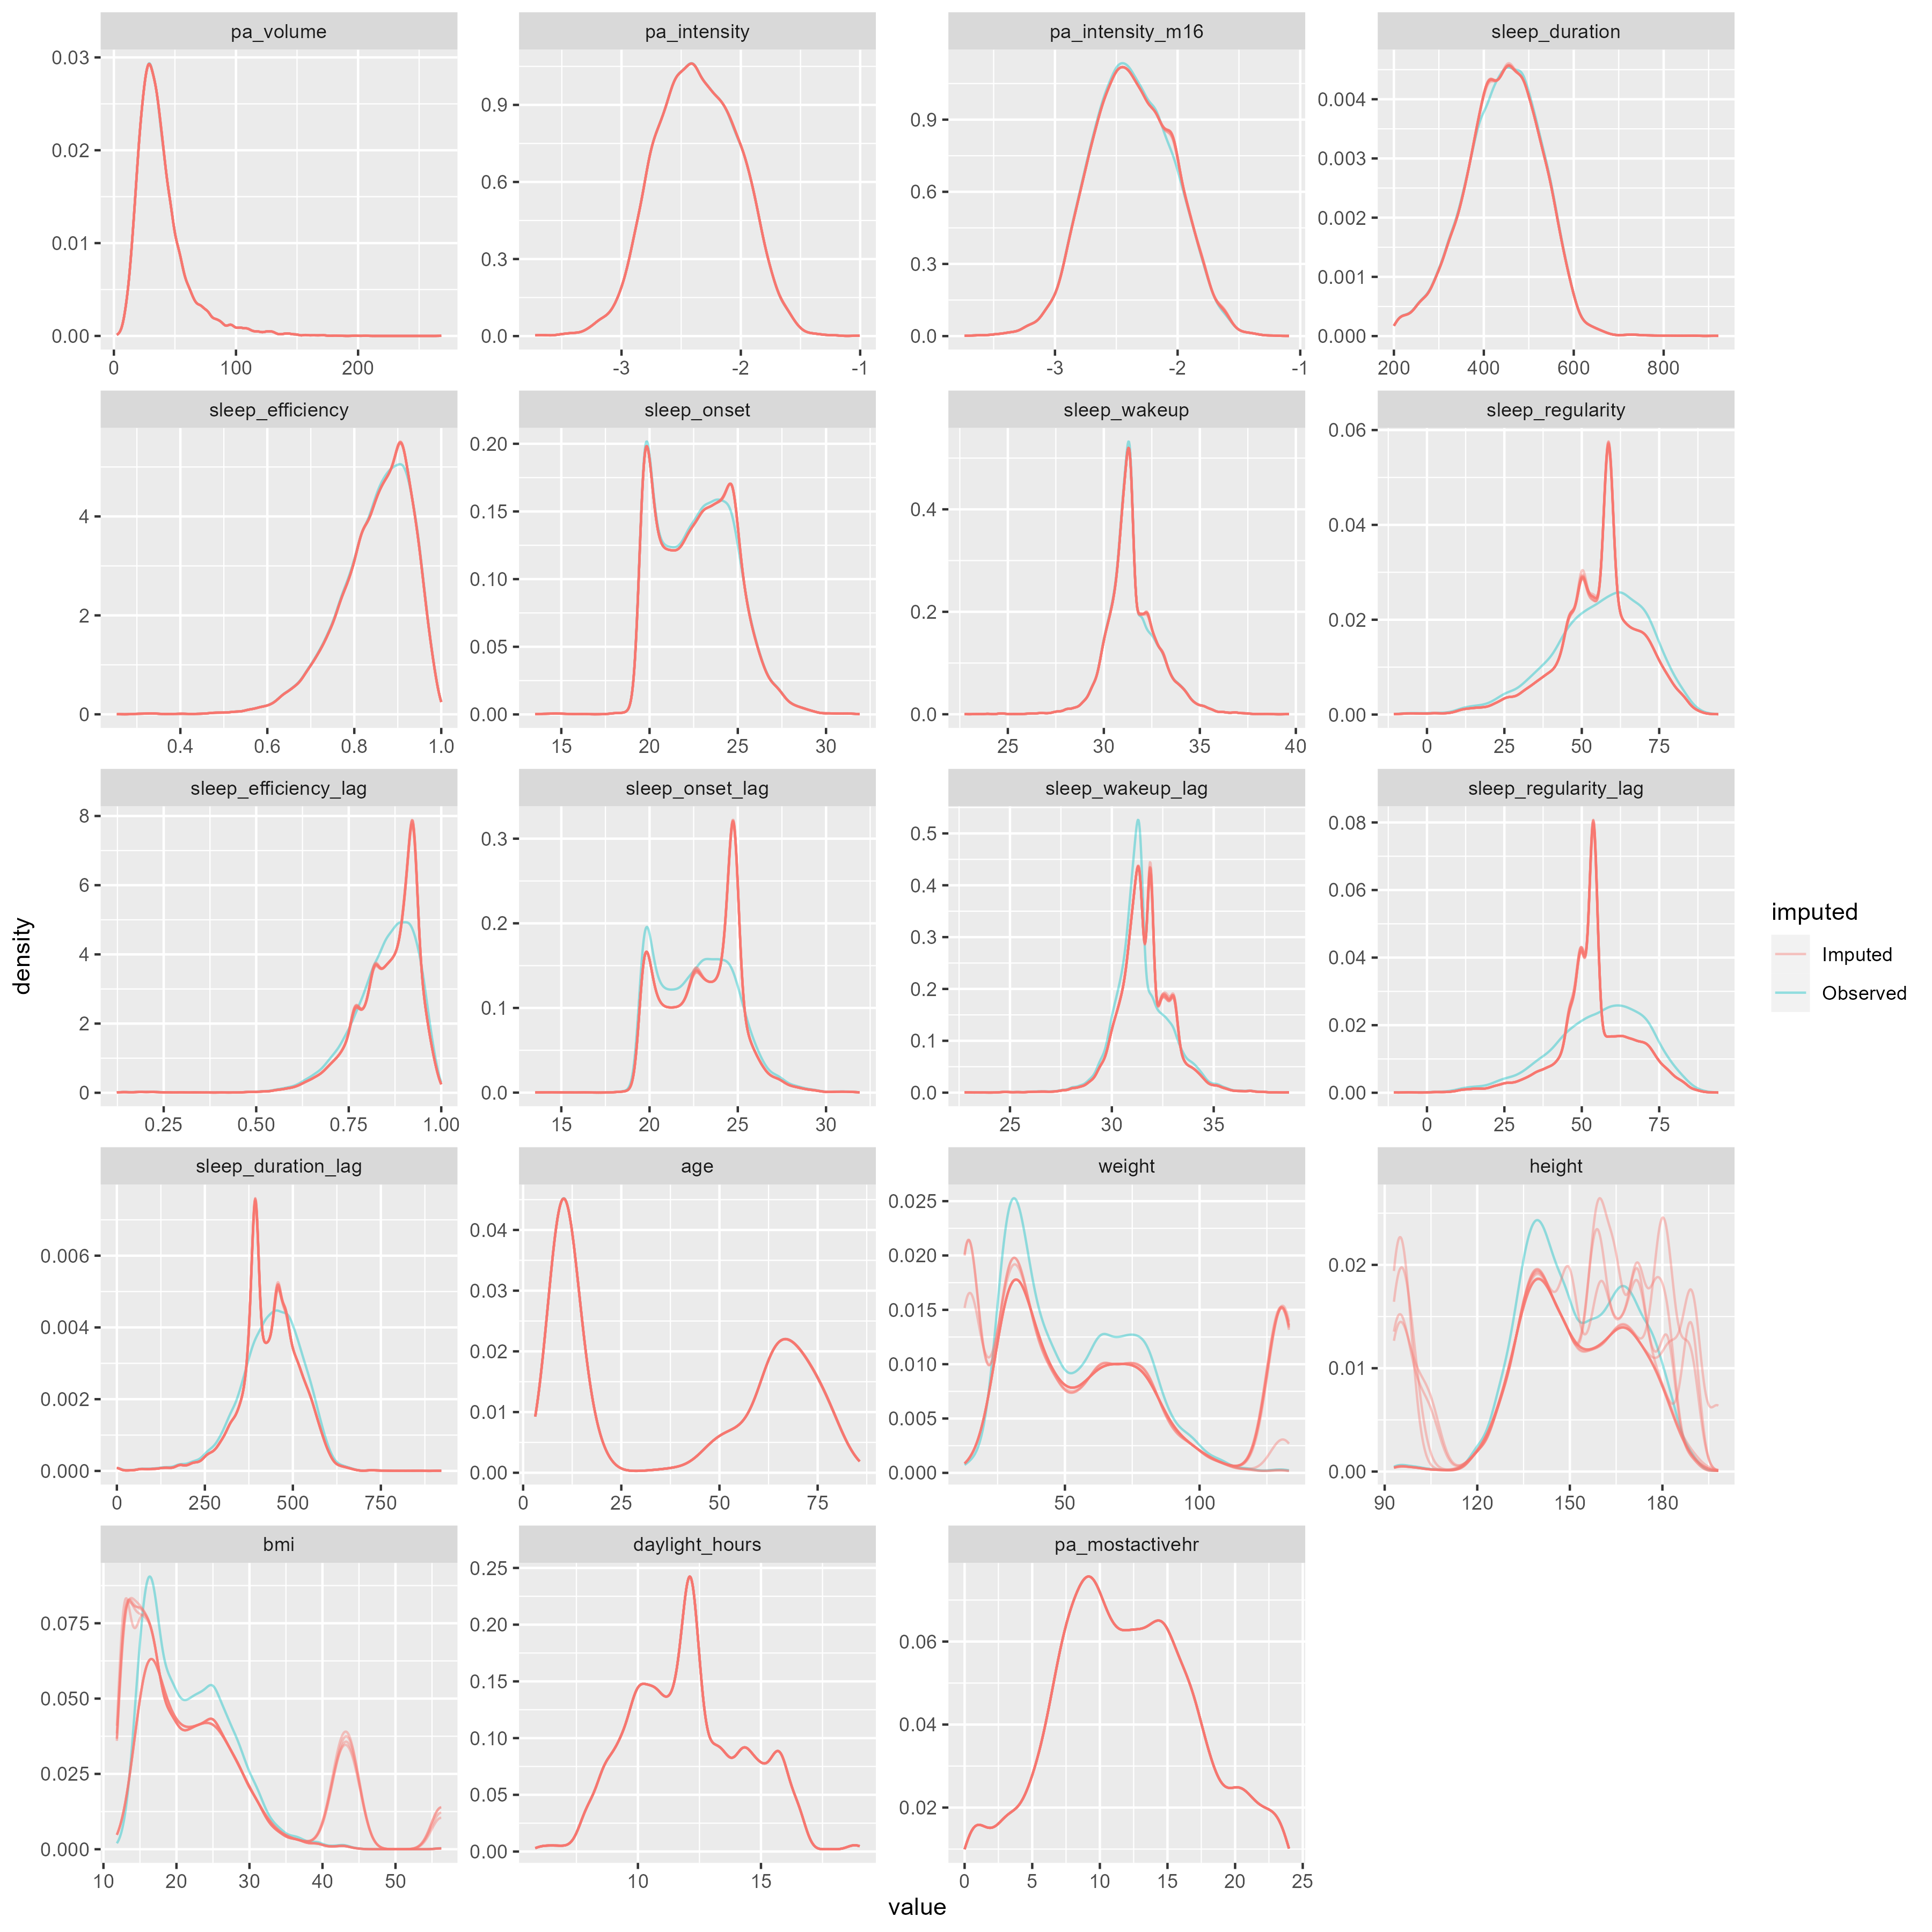 pa_volume
pa_intensity
pa_intensity_m16
sleep_duration
0.03
0.02
0.01
0.00
0 100 200
0.9
0.6
0.3
0.0
-3 -2 -1
0.9
0.6
0.3
0.0
-3 -2 -1
0.004
0.003
0.002
0.001
0.000
200 400 600 800
sleep_efficiency
sleep_onset
sleep_wakeup
sleep_regularity
4
2
0
0.4 0.6 0.8 1.0
0.20
0.15
0.10
0.05
0.00
15 20 25 30
0.4
0.2
0.0
25 30 35 40
0.06
0.04
0.02
0.00
0 25 50 75
sleep_efficiency_lag
sleep_onset_lag
sleep_wakeup_lag
sleep_regularity_lag
8
6
4
2
0
0.25 0.50 0.75 1.00
0.3
0.2
0.1
0.0
15 20 25 30
0.5
0.4
0.3
0.2
0.1
0.0
25 30 35
0.08
0.06
0.04
0.02
0.00
0 25 50 75
sleep_duration_lag
age
weight
height
0.006
0.004
0.002
0.000
0 250 500 750
0.04
0.03
0.02
0.01
0.00
0 25 50 75
0.025
0.020
0.015
0.010
0.005
0.000
50 100
0.02
0.01
0.00
90 120 150 180
bmi
daylight_hours
pa_mostactivehr
0.075
0.050
0.025
0.000
10 20 30 40 50
0.25
0.20
0.15
0.10
0.05
0.00
10 15
0.06
0.04
0.02
0 5 10 15 20 25
density
value
imputed
Imputed
Observed